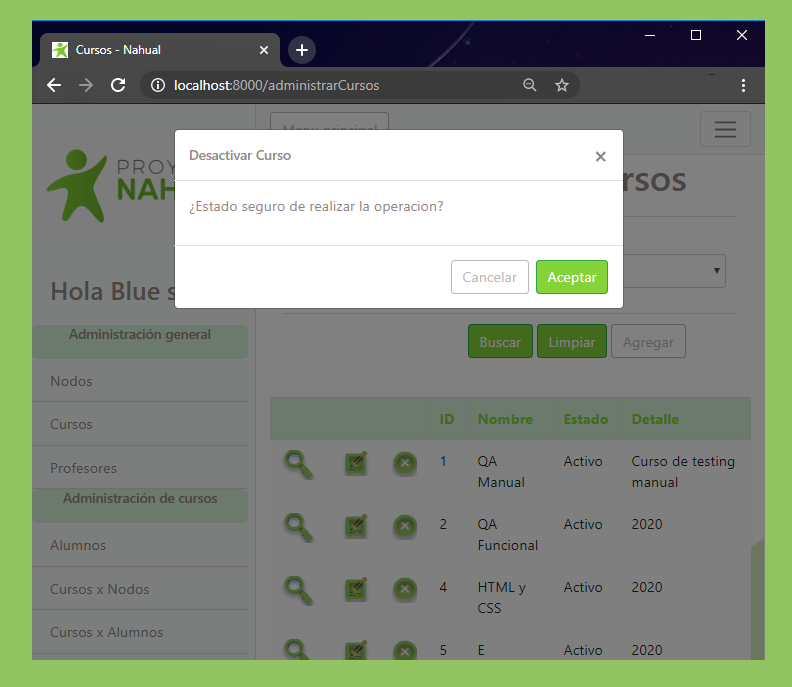 Cursos - Nahual
localhost:8000/administrarCursos
Menu principal
PROY
NAH
rsos
Desactivar Curso
¿Estado seguro de realizar la operacion?
Cancelar Aceptar
Hola Blue s
Administración general
Nodos
Cursos
Profesores
Administración de cursos
Alumnos
Cursos x Nodos
Cursos x Alumnos
Buscar Limpiar Agregar
ID Nombre Estado Detalle
1 QA Activo Curso de testing
Manual manual
2 QA Activo 2020
Funcional
4 HTML y Activo 2020
CSS
5 E Activo 2020